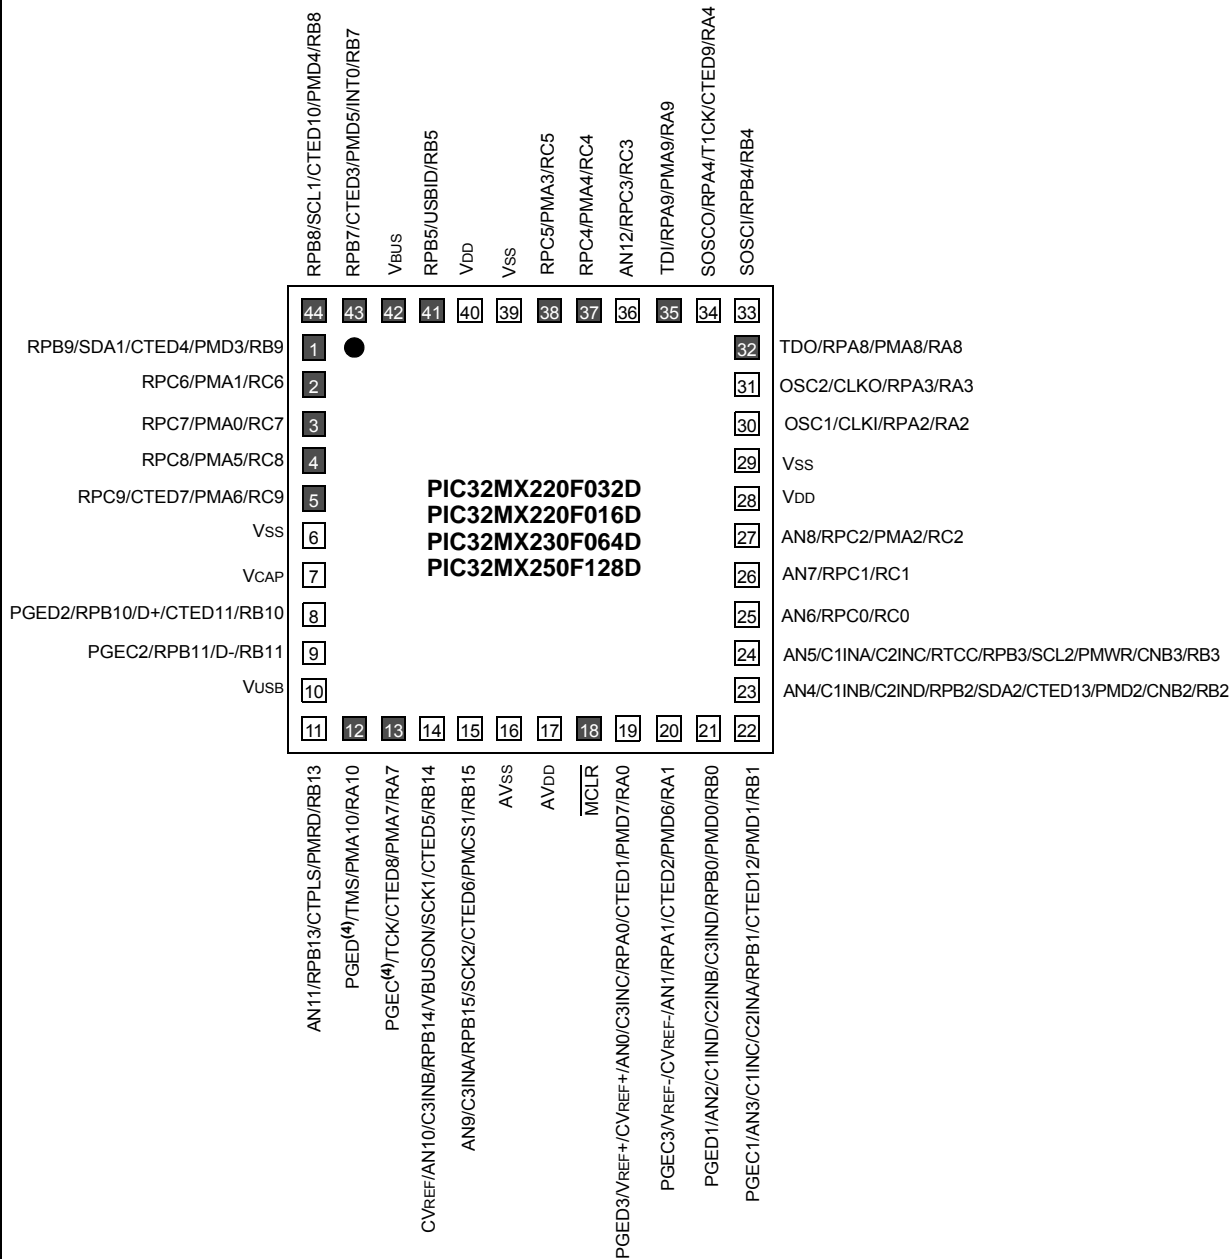 RPB8/SCL1/CTED10/PMD4/RB8
RPB7/CTED3/PMD5/INT0/RB7
VBUS
RPB5/USBID/RB5
VDD
VSS
RPC5/PMA3/RC5
RPC4/PMA4/RC4
AN12/RPC3/RC3
TDI/RPA9/PMA9/RA9
SOSCO/RPA4/T1CK/CTED9/RA4
SOSCI/RPB4/RB4
44 43 42 41 40 39 38 37 36 35 34 33
RPB9/SDA1/CTED4/PMD3/RB9 1
RPC6/PMA1/RC6 2
RPC7/PMA0/RC7 3
RPC8/PMA5/RC8 4
RPC9/CTED7/PMA6/RC9 5
VSS 6
VCAP 7
PGED2/RPB10/D+/CTED11/RB10 8
PGEC2/RPB11/D-/RB11 9
VUSB 10
PIC32MX220F032D
PIC32MX220F016D
PIC32MX230F064D
PIC32MX250F128D
32 TDO/RPA8/PMA8/RA8
31 OSC2/CLKO/RPA3/RA3
30 OSC1/CLKI/RPA2/RA2
29 VSS
28 VDD
27 AN8/RPC2/PMA2/RC2
26 AN7/RPC1/RC1
25 AN6/RPC0/RC0
24 AN5/C1INA/C2INC/RTCC/RPB3/SCL2/PMWR/CNB3/RB3
23 AN4/C1INB/C2IND/RPB2/SDA2/CTED13/PMD2/CNB2/RB2
11 12 13 14 15 16 17 18 19 20 21 22
AN11/RPB13/CTPLS/PMRD/RB13
PGED(4)/TMS/PMA10/RA10
PGEC(4)/TCK/CTED8/PMA7/RA7
CVREF/AN10/C3INB/RPB14/VBUSON/SCK1/CTED5/RB14
AN9/C3INA/RPB15/SCK2/CTED6/PMCS1/RB15
AVSS
AVDD
MCLR
PGED3/VREF+/CVREF+/AN0/C3INC/RPA0/CTED1/PMD7/RA0
PGEC3/VREF-/CVREF-/AN1/RPA1/CTED2/PMD6/RA1
PGED1/AN2/C1IND/C2INB/C3IND/RPB0/PMD0/RB0
PGEC1/AN3/C1INC/C2INA/RPB1/CTED12/PMD1/RB1